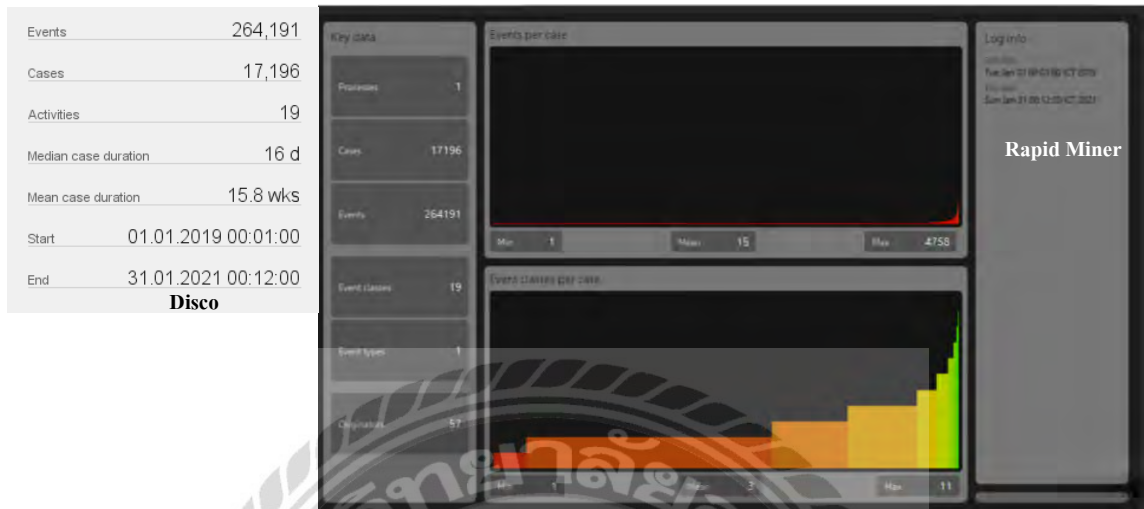 Events 264,191
Cases 17,196
Activities 19
Median case duration 16 d
Mean case duration 15.8 wks
Start 01.01.2019 00:01:00
End 31.01.2021 00:12:00
Disco
Key data
Processes 1
Cases 17196
Events 264191
Event classes 19
Event types 1
Originators 57
Events per case
Min 1 Mean 15 Max 4758
Event classes per case
Min 1 Mean 3 Max 11
Log info
Rapid Miner